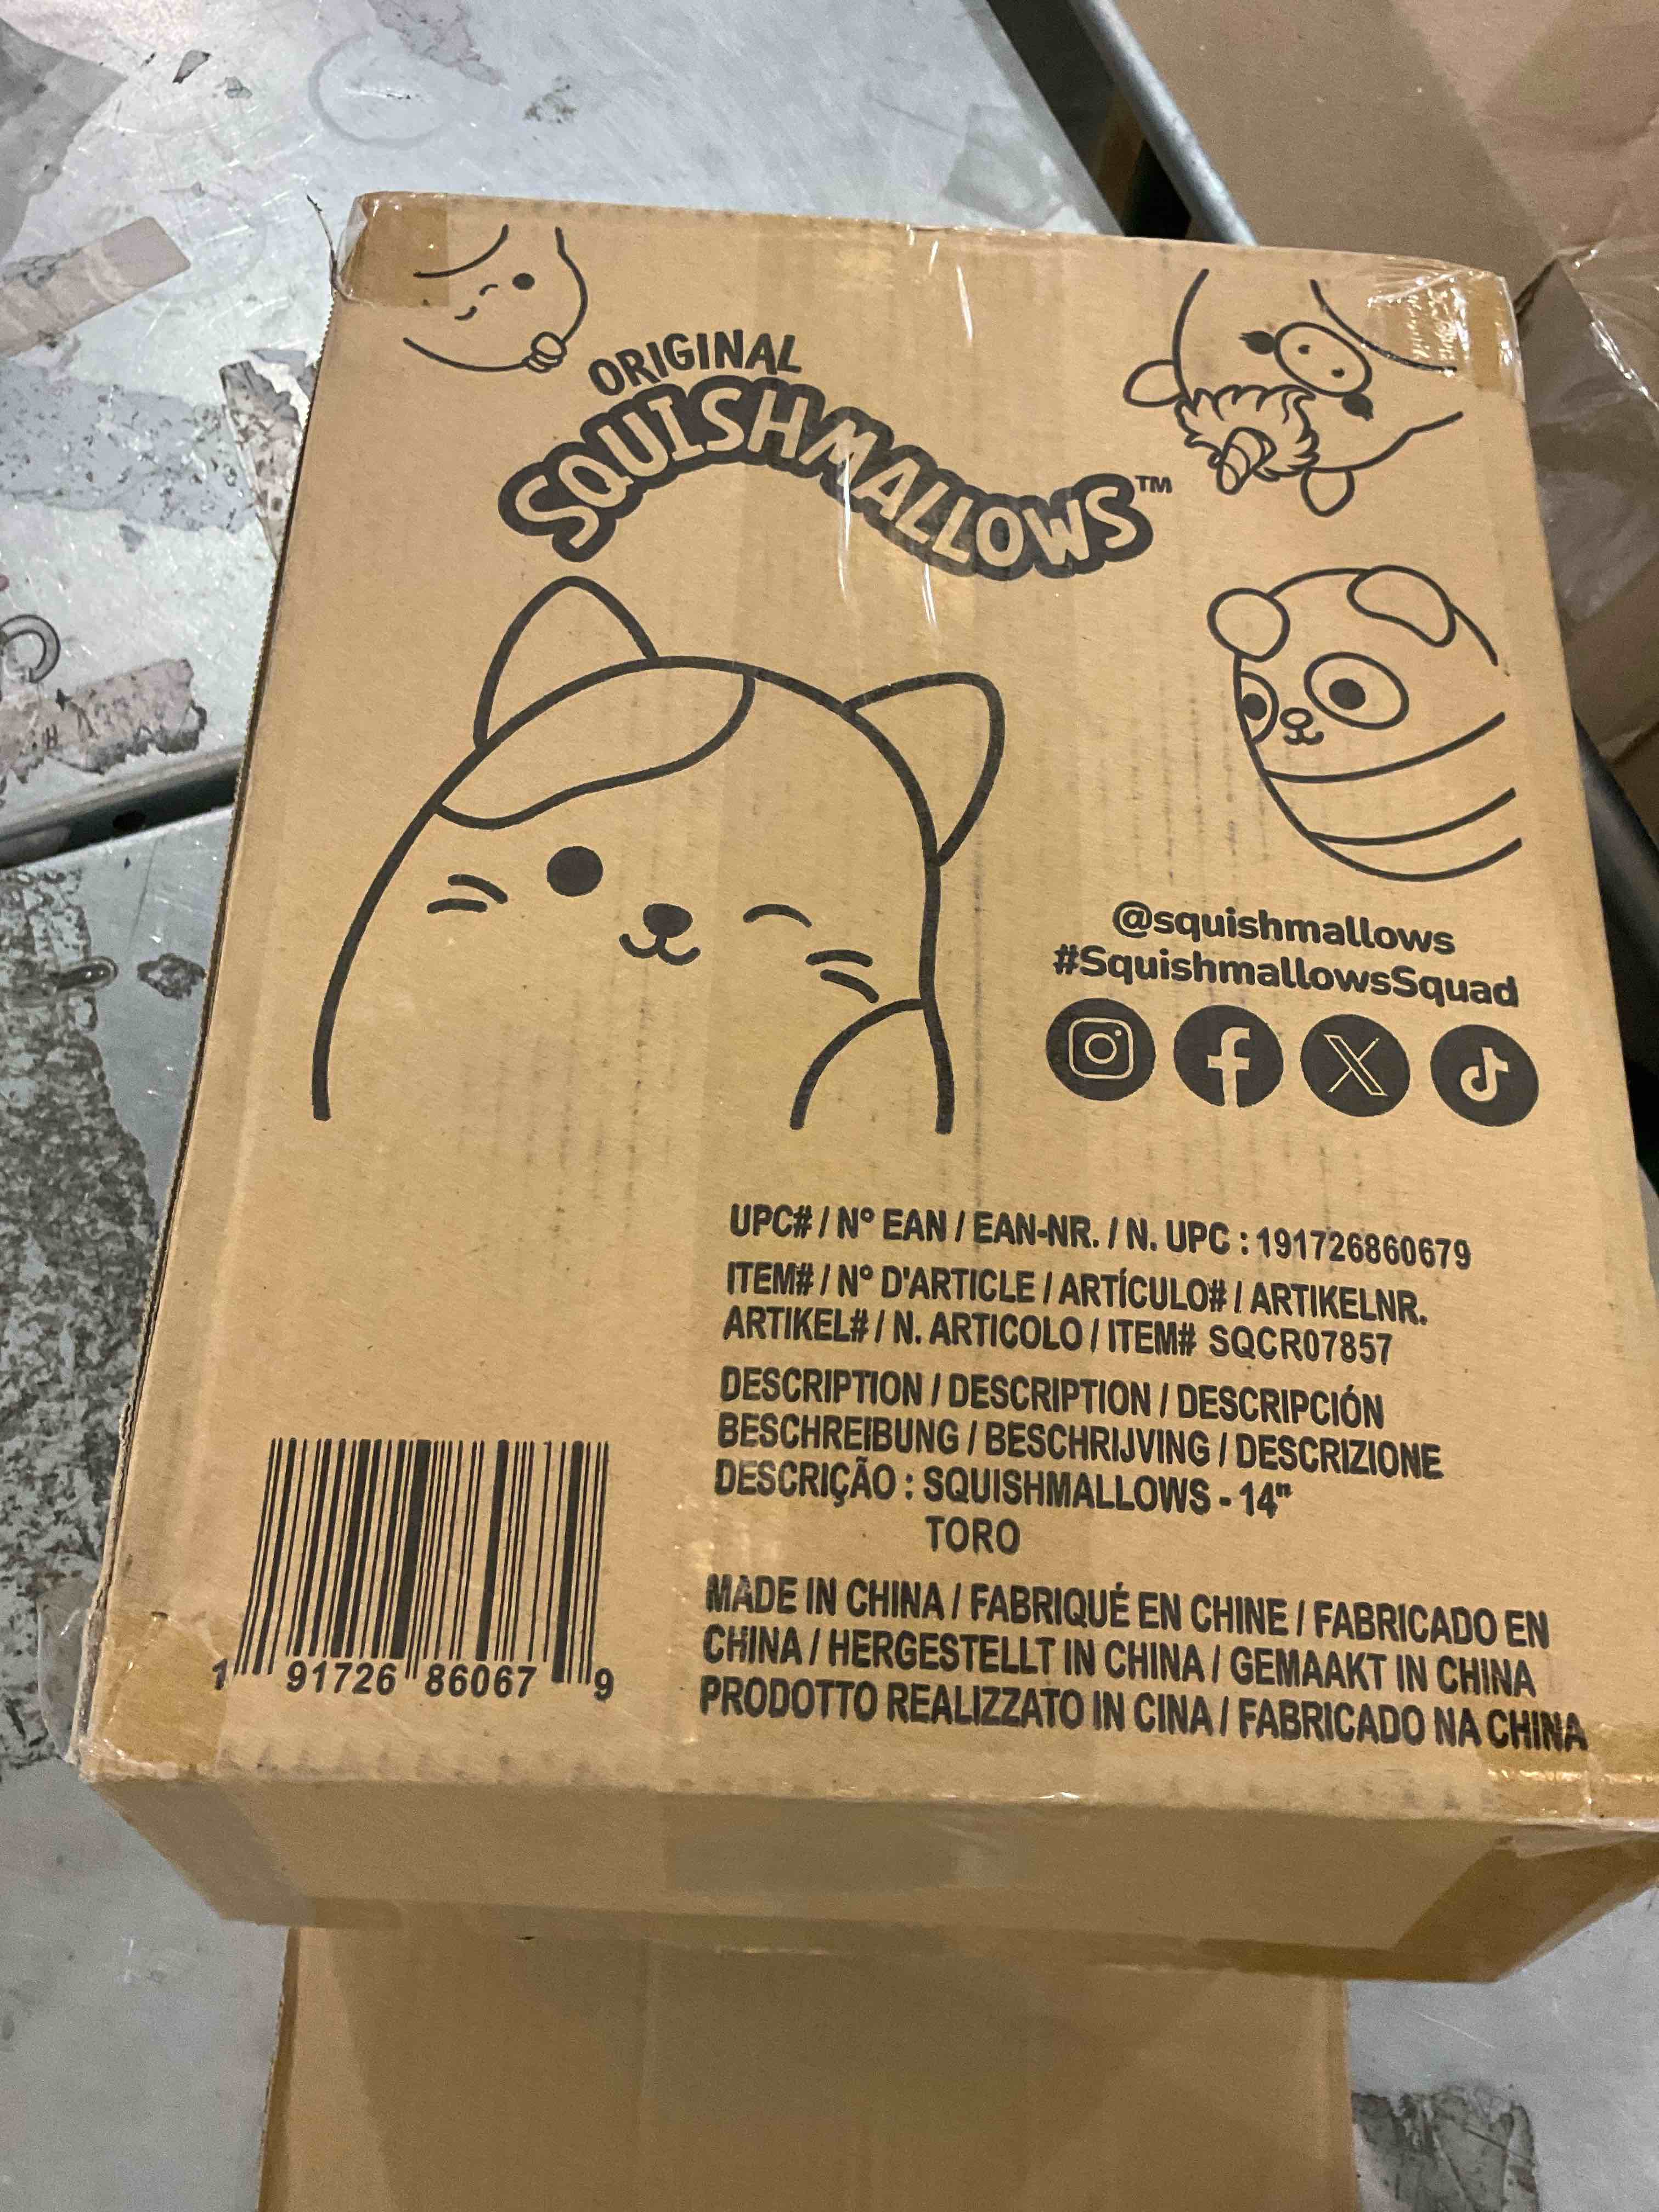 ORIGINAL
SQUISHMALLOWS™
@squishmallows
#SquishmallowsSquad
UPC# / Nº EAN / EAN-NR. / N. UPC : 191726860679
ITEM# / Nº D'ARTICLE / ARTÍCULO# / ARTIKELNR.
ARTIKEL# / N. ARTICOLO / ITEM# SQCR07857
DESCRIPTION / DESCRIPTION / DESCRIPCIÓN
BESCHREIBUNG / BESCHRIJVING / DESCRIZIONE
DESCRIÇÃO : SQUISHMALLOWS - 14"
TORO
MADE IN CHINA / FABRIQUÉ EN CHINE / FABRICADO EN
CHINA / HERGESTELLT IN CHINA / GEMAAKT IN CHINA
PRODOTTO REALIZZATO IN CINA / FABRICADO NA CHINA
1 91726 86067 9